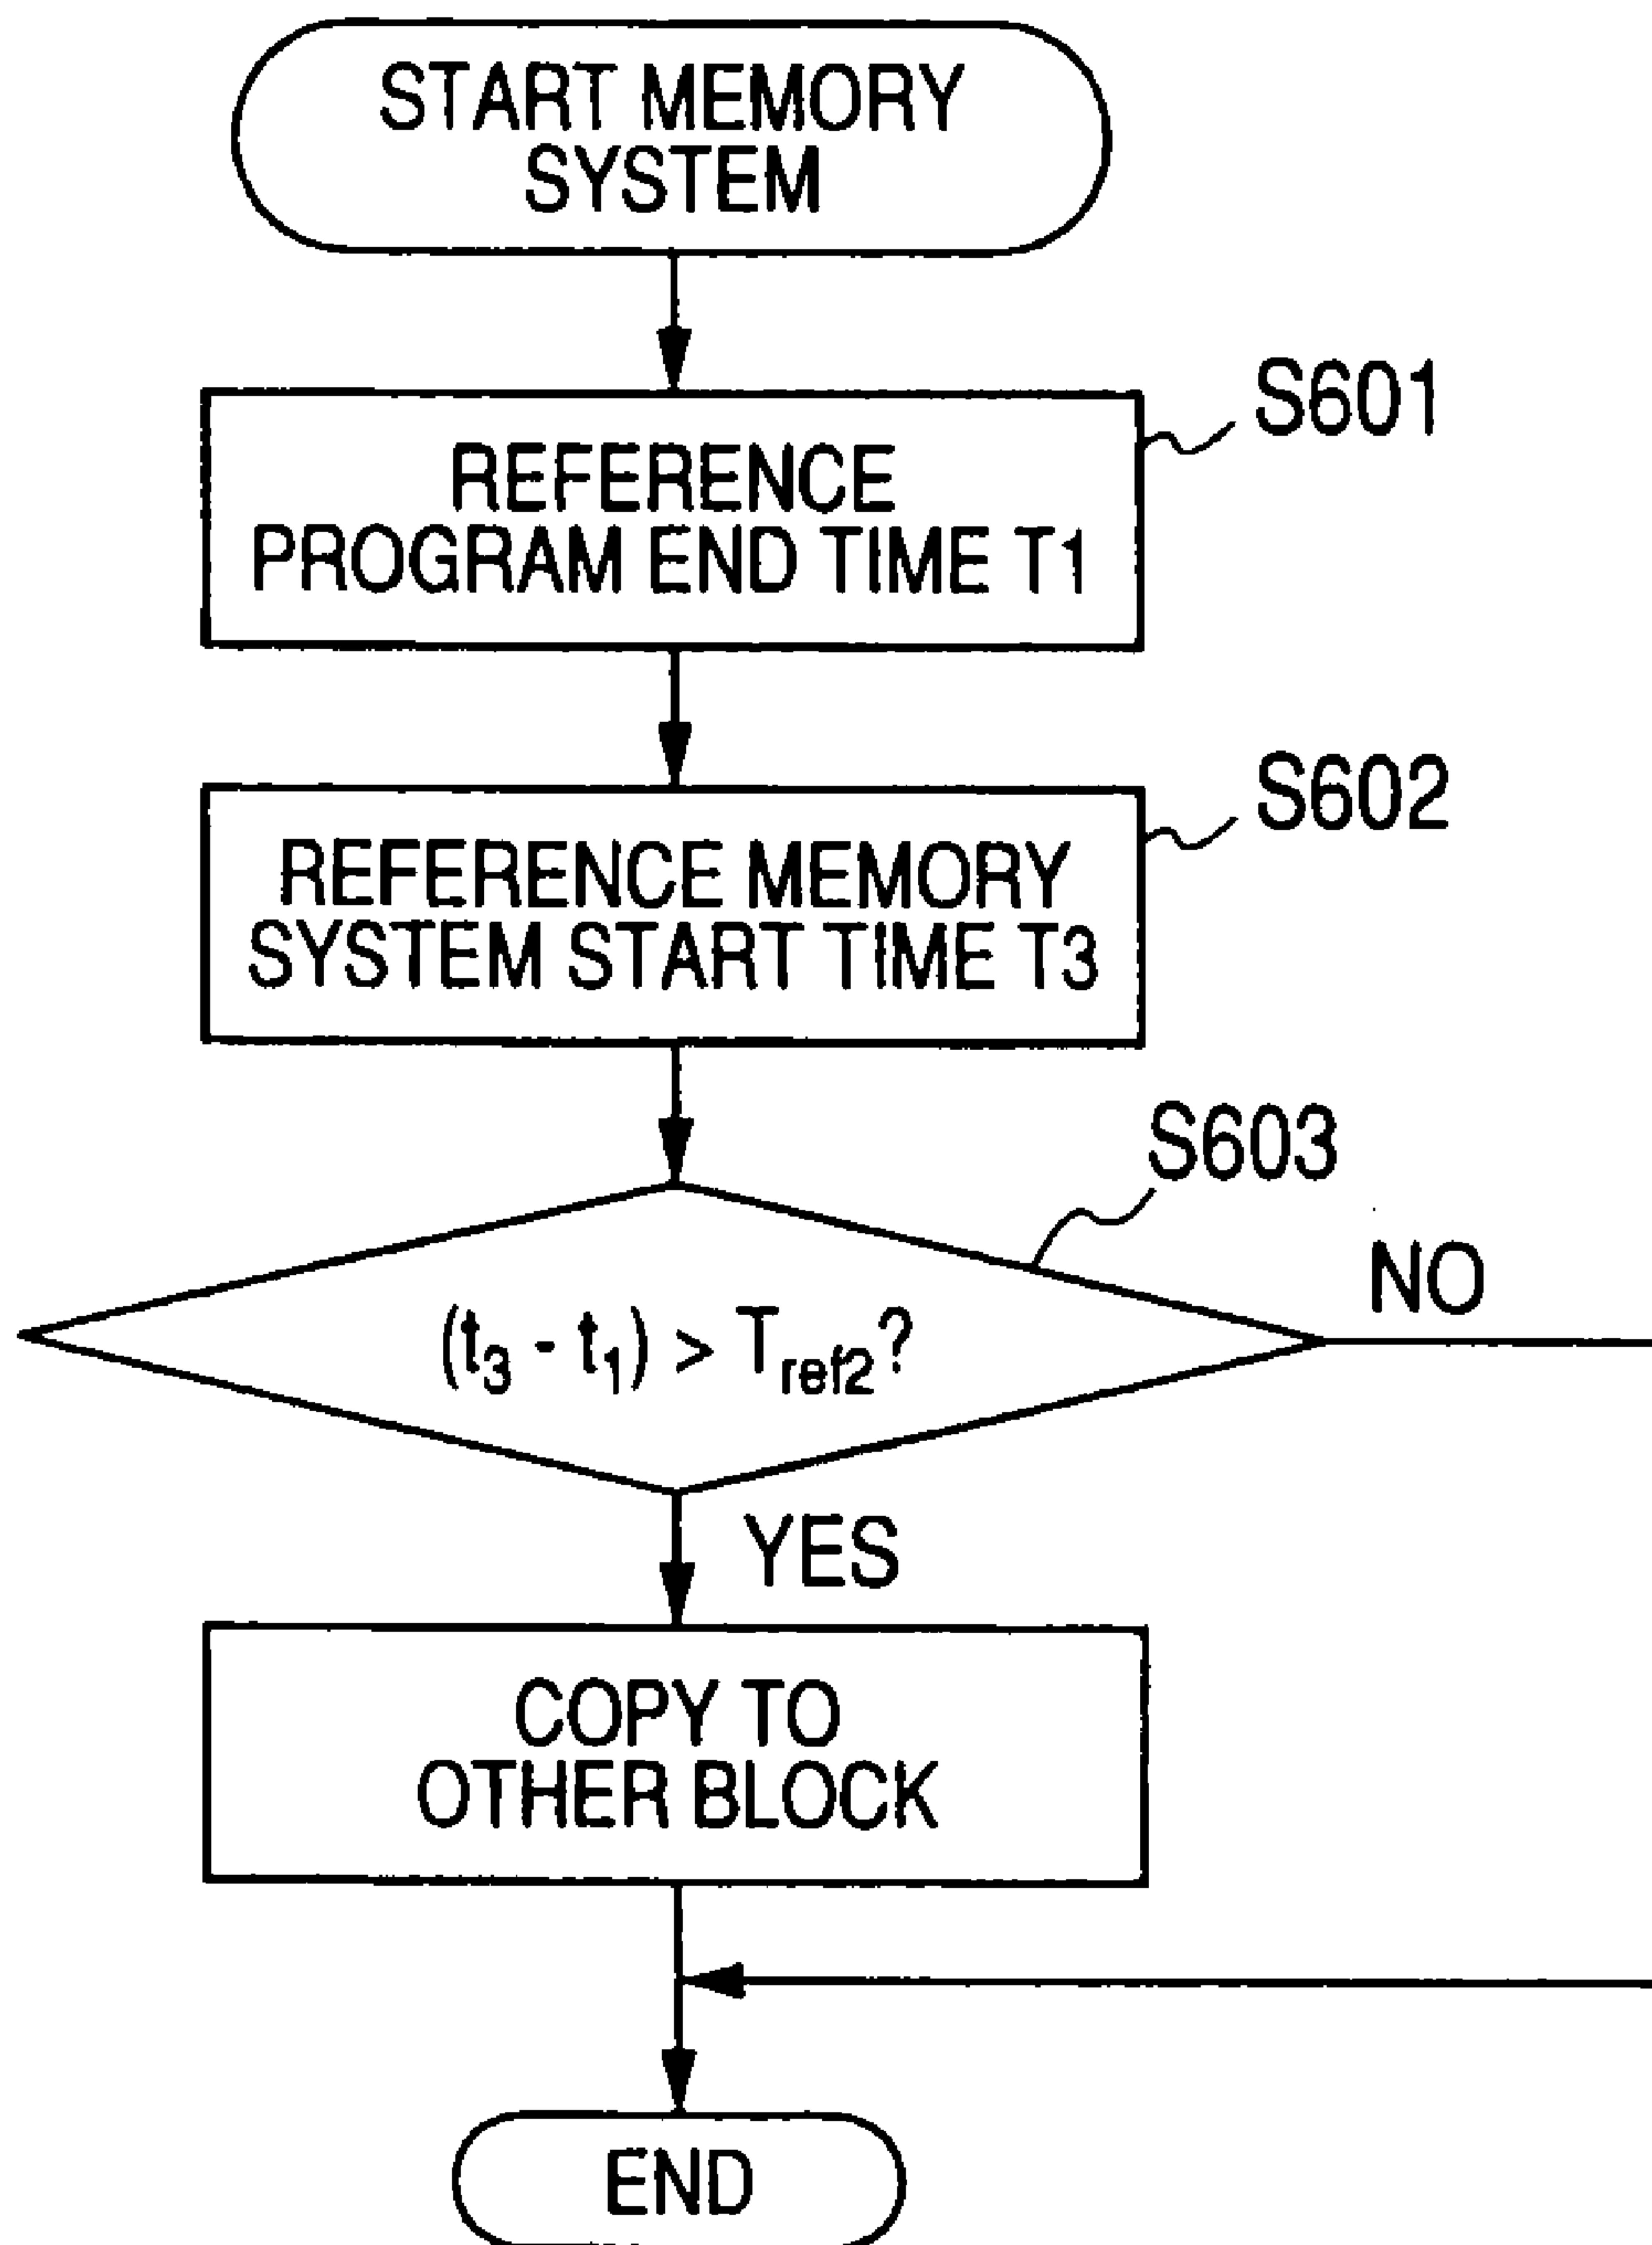 START MEMORY
SYSTEM
S601
REFERENCE
PROGRAM END TIME T1
S602
REFERENCE MEMORY
SYSTEM START TIME T3
S603
(t₃ - t₁) > Tref2?
NO
YES
COPY TO
OTHER BLOCK
END